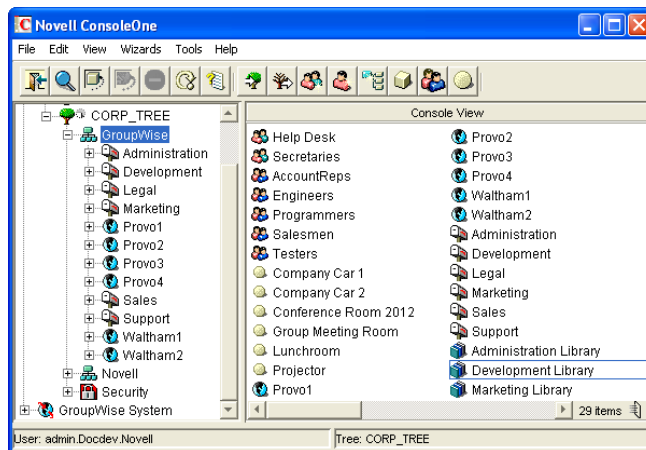 Novell ConsoleOne
File Edit View Wizards Tools Help
CORP_TREE
GroupWise
Administration
Development
Legal
Marketing
Provo1
Provo2
Provo3
Provo4
Sales
Support
Waltham1
Waltham2
Novell
Security
GroupWise System
Console View
Help Desk
Secretaries
AccountReps
Engineers
Programmers
Salesmen
Testers
Company Car 1
Company Car 2
Conference Room 2012
Group Meeting Room
Lunchroom
Projector
Provo1
Provo2
Provo3
Provo4
Waltham1
Waltham2
Administration
Development
Legal
Marketing
Sales
Support
Administration Library
Development Library
Marketing Library
29 items
User: admin.Docdev.Novell
Tree: CORP_TREE